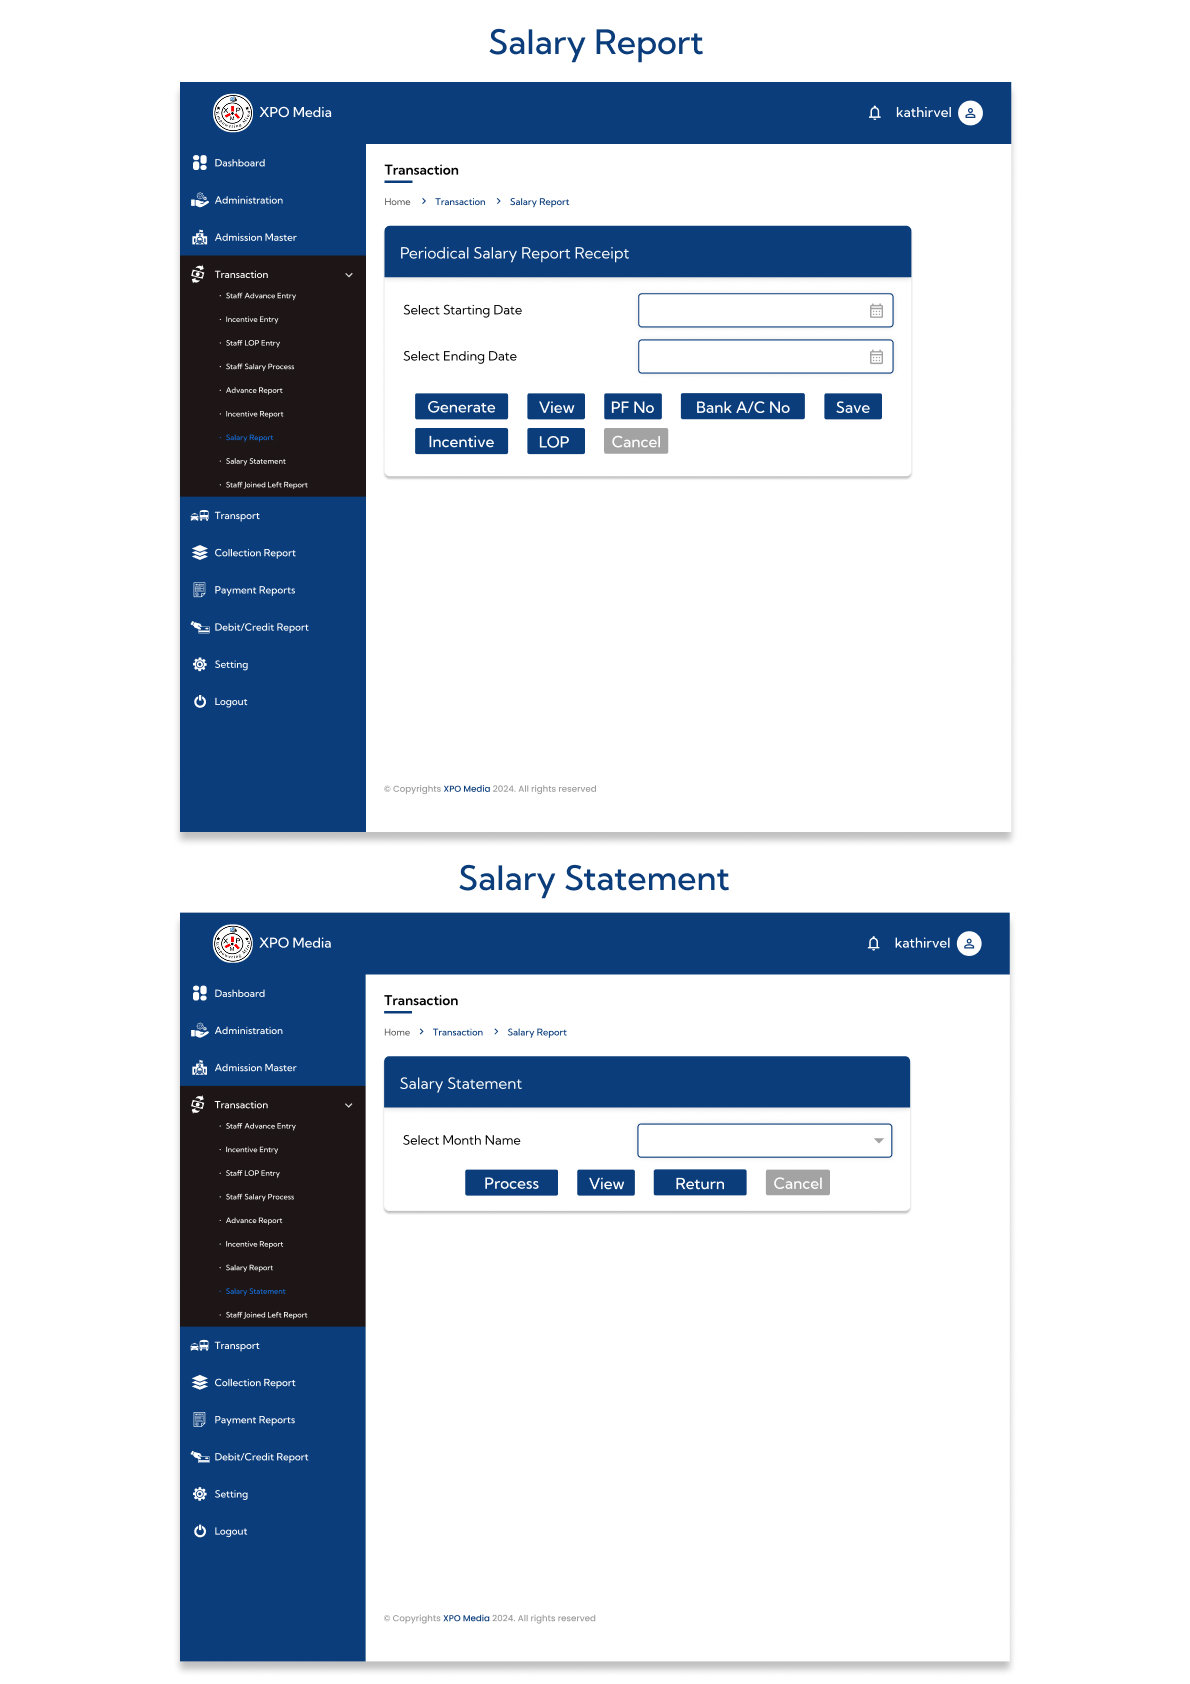 Salary Report
XPO Media
kathirvel
Dashboard
Administration
Admission Master
Transaction
· Staff Advance Entry
· Incentive Entry
· Staff LOP Entry
· Staff Salary Process
· Advance Report
· Incentive Report
· Salary Report
· Salary Statement
· Staff Joined Left Report
Transport
Collection Report
Payment Reports
Debit/Credit Report
Setting
Logout
Transaction
Home > Transaction > Salary Report
Periodical Salary Report Receipt
Select Starting Date
Select Ending Date
Generate View PF No Bank A/C No Save
Incentive LOP Cancel
© Copyrights XPO Media 2024. All rights reserved
Salary Statement
XPO Media
kathirvel
Dashboard
Administration
Admission Master
Transaction
· Staff Advance Entry
· Incentive Entry
· Staff LOP Entry
· Staff Salary Process
· Advance Report
· Incentive Report
· Salary Report
· Salary Statement
· Staff Joined Left Report
Transport
Collection Report
Payment Reports
Debit/Credit Report
Setting
Logout
Transaction
Home > Transaction > Salary Report
Salary Statement
Select Month Name
Process View Return Cancel
© Copyrights XPO Media 2024. All rights reserved